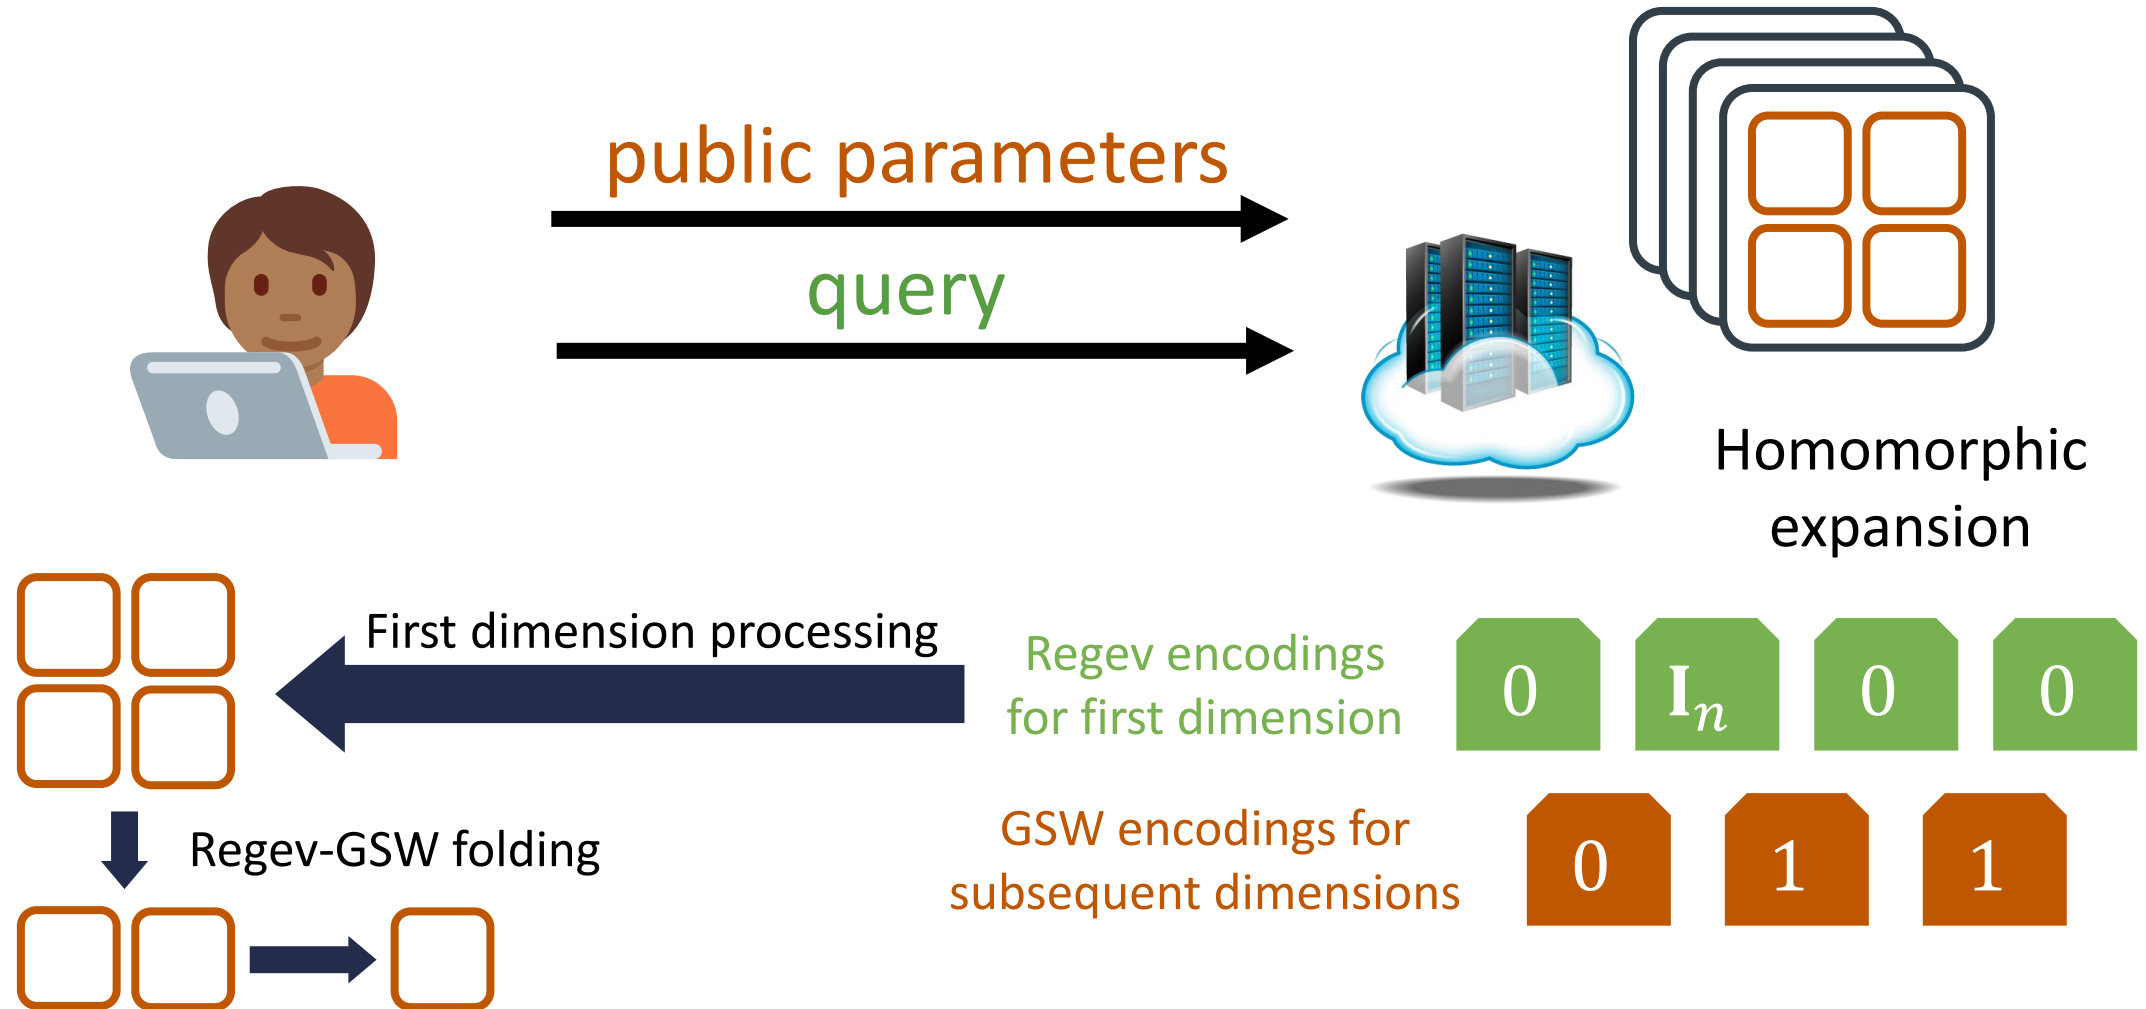 public parameters
query
Homomorphic
expansion
First dimension processing
Regev encodings
for first dimension
0 𝐈ₙ 0 0
Regev-GSW folding
GSW encodings for
subsequent dimensions
0 1 1